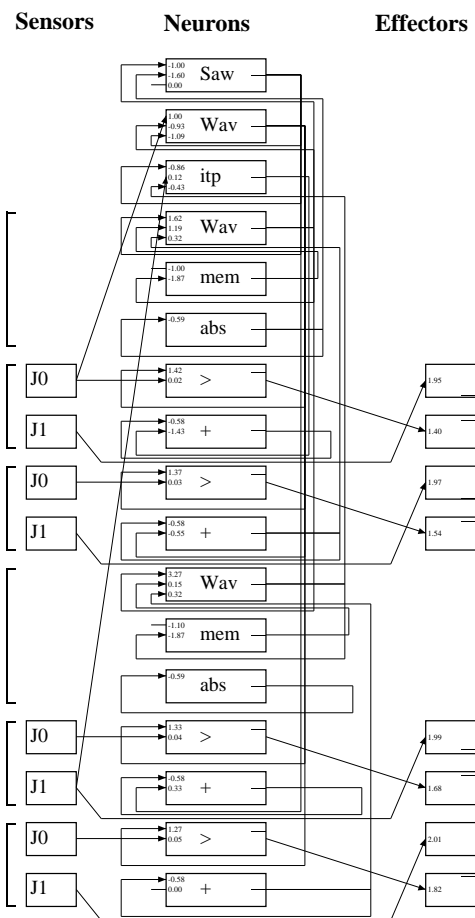 Sensors Neurons Effectors
-1.00
-1.60 Saw
0.00
1.00
-0.93 Wav
-1.09
-0.86
0.12 itp
-0.43
1.62
1.19 Wav
0.32
-1.00
-1.87 mem
-0.59 abs
J0 1.42
0.02 > 1.95
J1 -0.58
-1.43 + 1.40
J0 1.37
0.03 > 1.97
J1 -0.58
-0.55 + 1.54
3.27
0.15 Wav
0.32
-1.10
-1.87 mem
-0.59 abs
J0 1.33
0.04 > 1.99
J1 -0.58
0.33 + 1.68
J0 1.27
0.05 > 2.01
J1 -0.58
0.00 + 1.82